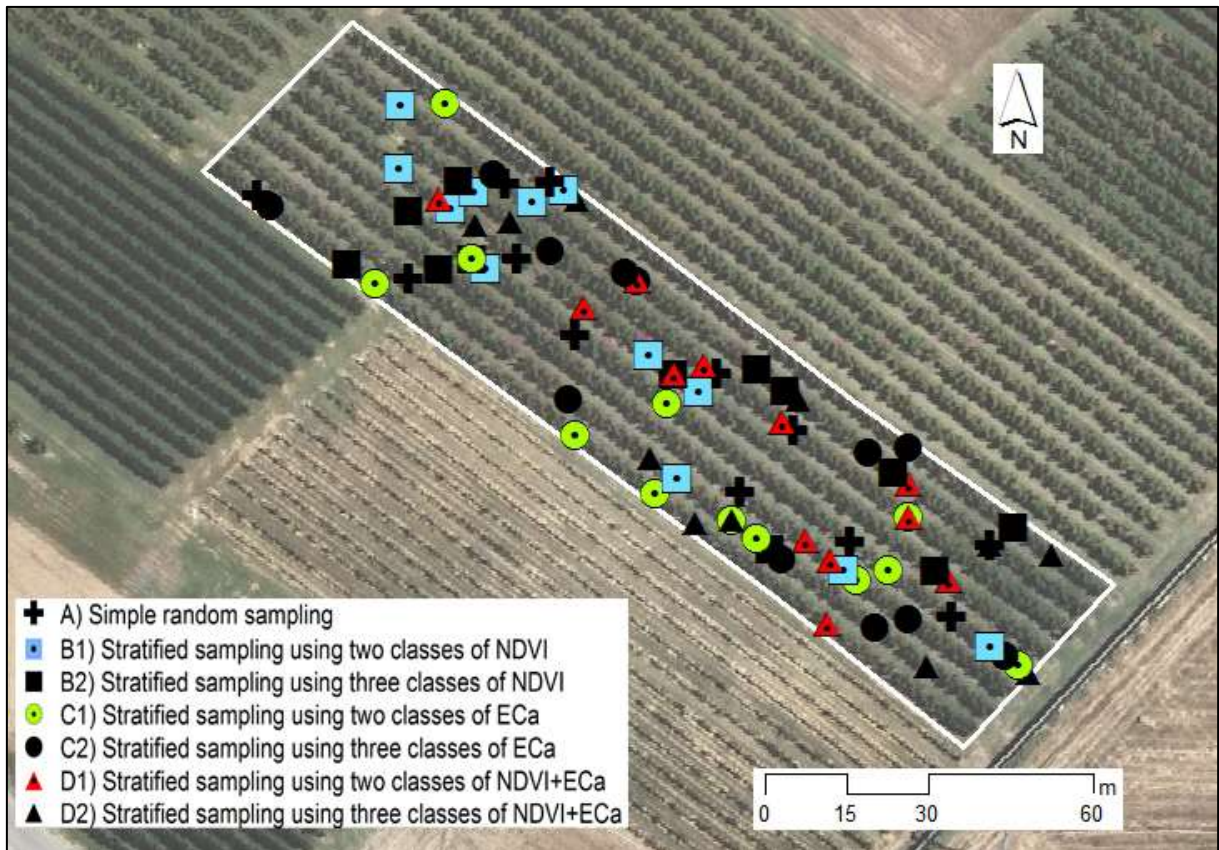 N
A) Simple random sampling
B1) Stratified sampling using two classes of NDVI
B2) Stratified sampling using three classes of NDVI
C1) Stratified sampling using two classes of ECa
C2) Stratified sampling using three classes of ECa
D1) Stratified sampling using two classes of NDVI+ECa
D2) Stratified sampling using three classes of NDVI+ECa
m
0 15 30 60